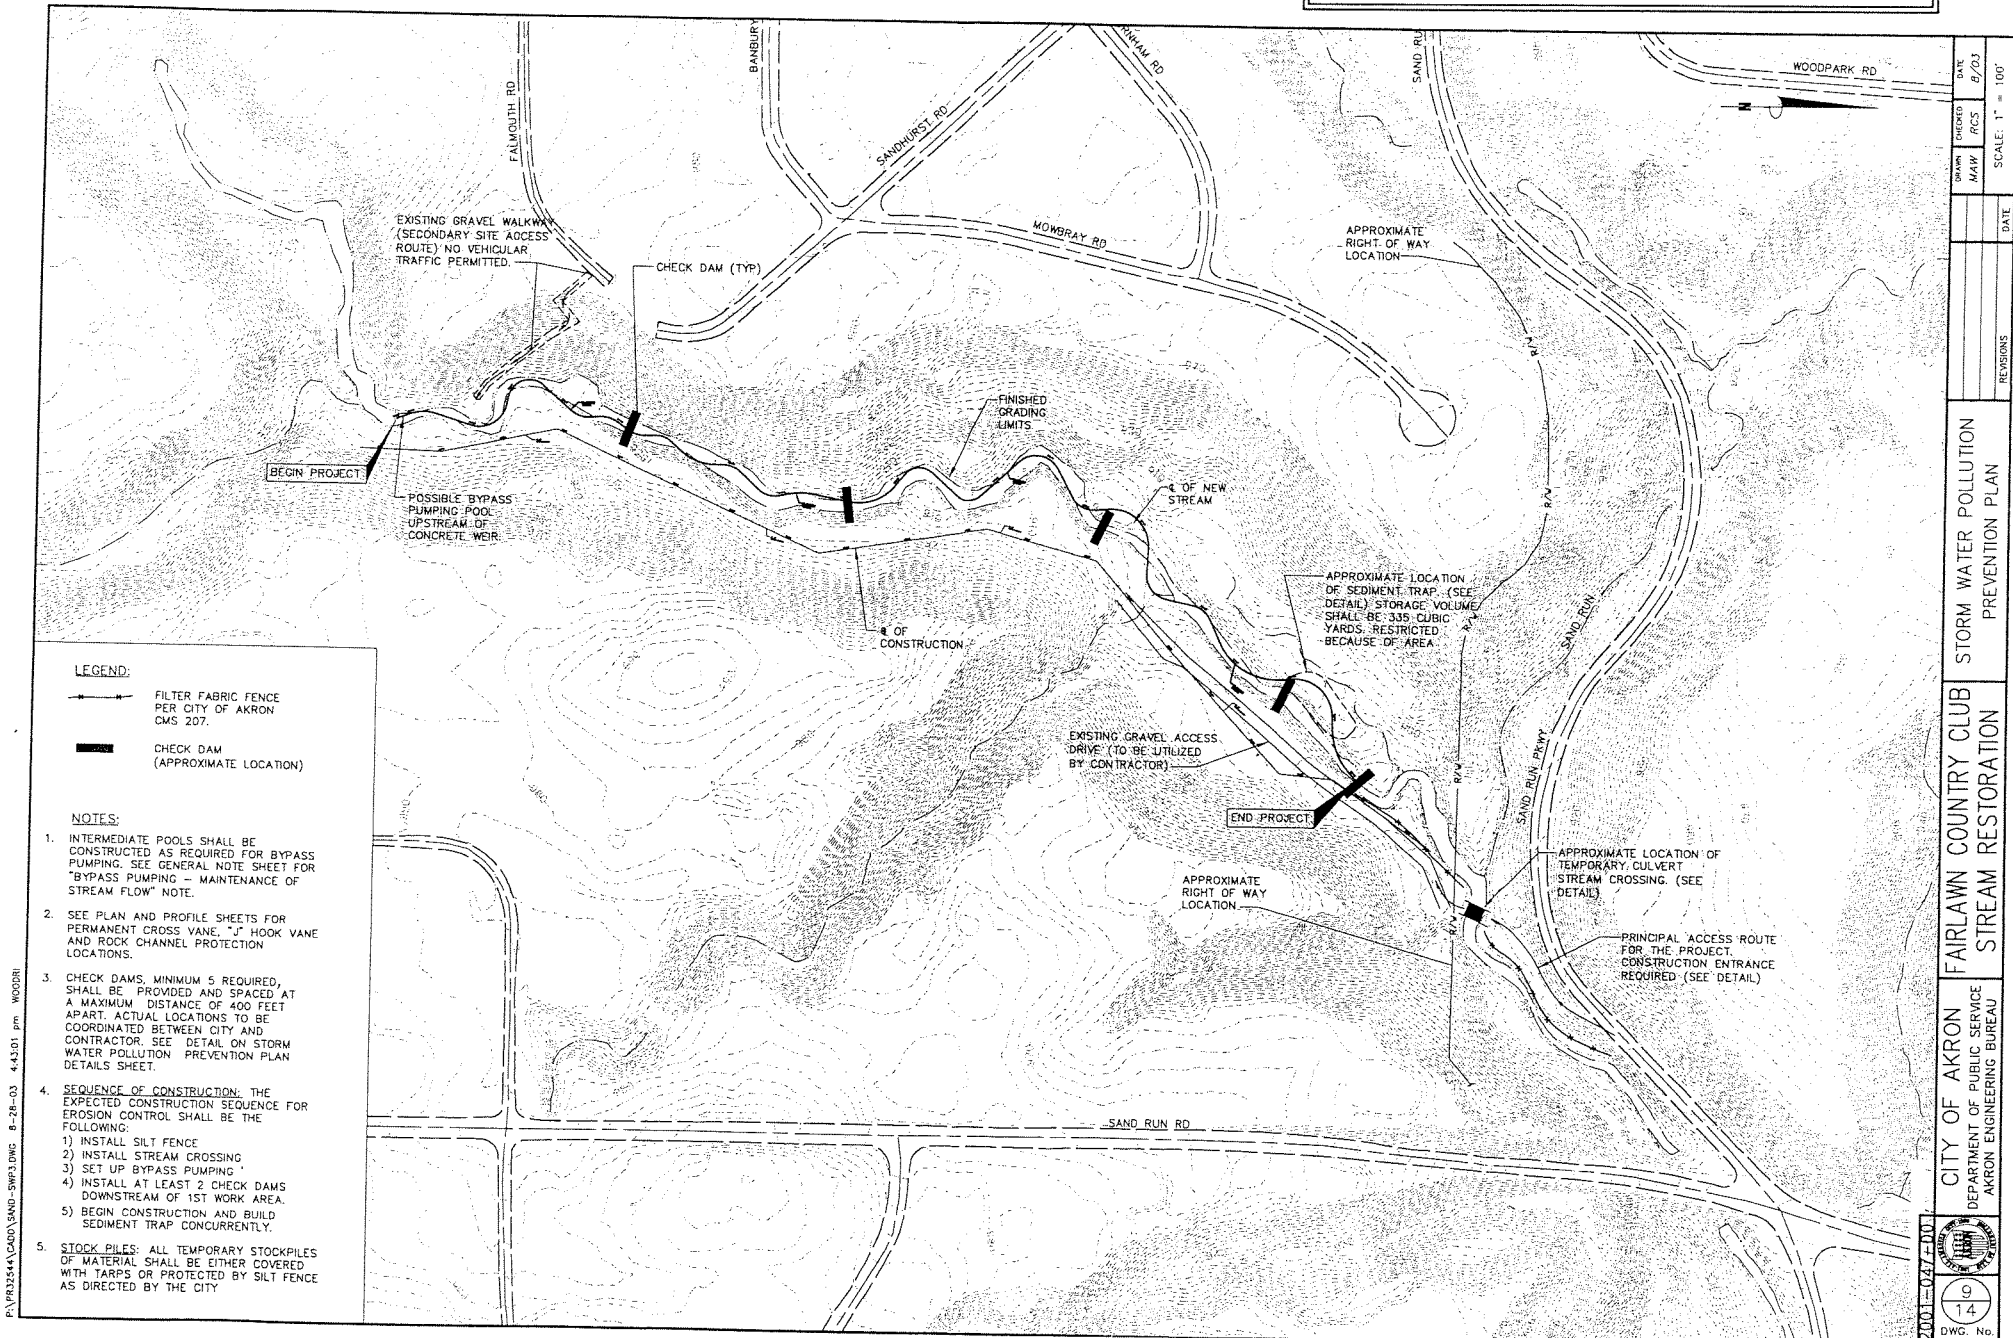 FALMOUTH RD
BANBURY
SANDHURST RD
RNHAM RD
SAND RU
WOODPARK RD
N
MOWBRAY RD
EXISTING GRAVEL WALKWAY
(SECONDARY SITE ACCESS
ROUTE) NO VEHICULAR
TRAFFIC PERMITTED.
CHECK DAM (TYP)
APPROXIMATE
RIGHT OF WAY
LOCATION
R/W
R/W
R/W
R/W
R/W
FINISHED
GRADING
LIMITS
BEGIN PROJECT
POSSIBLE BYPASS
PUMPING POOL
UPSTREAM OF
CONCRETE WEIR.
℄ OF NEW
STREAM
OF
CONSTRUCTION
APPROXIMATE LOCATION
OF SEDIMENT TRAP. (SEE
DETAIL) STORAGE VOLUME
SHALL BE 335 CUBIC
YARDS. RESTRICTED
BECAUSE OF AREA
SAND RUN
SAND RUN PKWY
EXISTING GRAVEL ACCESS
DRIVE (TO BE UTILIZED
BY CONTRACTOR)
END PROJECT
APPROXIMATE LOCATION OF
TEMPORARY CULVERT
STREAM CROSSING. (SEE
DETAIL)
APPROXIMATE
RIGHT OF WAY
LOCATION
PRINCIPAL ACCESS ROUTE
FOR THE PROJECT.
CONSTRUCTION ENTRANCE
REQUIRED (SEE DETAIL)
SAND RUN RD
LEGEND:
FILTER FABRIC FENCE
PER CITY OF AKRON
CMS 207.
CHECK DAM
(APPROXIMATE LOCATION)
NOTES:
1. INTERMEDIATE POOLS SHALL BE
CONSTRUCTED AS REQUIRED FOR BYPASS
PUMPING. SEE GENERAL NOTE SHEET FOR
"BYPASS PUMPING – MAINTENANCE OF
STREAM FLOW" NOTE.
2. SEE PLAN AND PROFILE SHEETS FOR
PERMANENT CROSS VANE, "J" HOOK VANE
AND ROCK CHANNEL PROTECTION
LOCATIONS.
3. CHECK DAMS, MINIMUM 5 REQUIRED,
SHALL BE PROVIDED AND SPACED AT
A MAXIMUM DISTANCE OF 400 FEET
APART. ACTUAL LOCATIONS TO BE
COORDINATED BETWEEN CITY AND
CONTRACTOR. SEE DETAIL ON STORM
WATER POLLUTION PREVENTION PLAN
DETAILS SHEET.
4. SEQUENCE OF CONSTRUCTION: THE
EXPECTED CONSTRUCTION SEQUENCE FOR
EROSION CONTROL SHALL BE THE
FOLLOWING:
1) INSTALL SILT FENCE
2) INSTALL STREAM CROSSING
3) SET UP BYPASS PUMPING
4) INSTALL AT LEAST 2 CHECK DAMS
DOWNSTREAM OF 1ST WORK AREA.
5) BEGIN CONSTRUCTION AND BUILD
SEDIMENT TRAP CONCURRENTLY.
5. STOCK PILES: ALL TEMPORARY STOCKPILES
OF MATERIAL SHALL BE EITHER COVERED
WITH TARPS OR PROTECTED BY SILT FENCE
AS DIRECTED BY THE CITY
P:\PR32544\CADD\SAND-SWP3.DWG 8-28-03 4:43:01 pm WOODRI
DRAWN MAW
CHECKED RCS
DATE 8/03
SCALE: 1" = 100'
REVISIONS
DATE
STORM WATER POLLUTION
PREVENTION PLAN
FAIRLAWN COUNTRY CLUB
STREAM RESTORATION
CITY OF AKRON
DEPARTMENT OF PUBLIC SERVICE
AKRON ENGINEERING BUREAU
9
14
DWG. No.